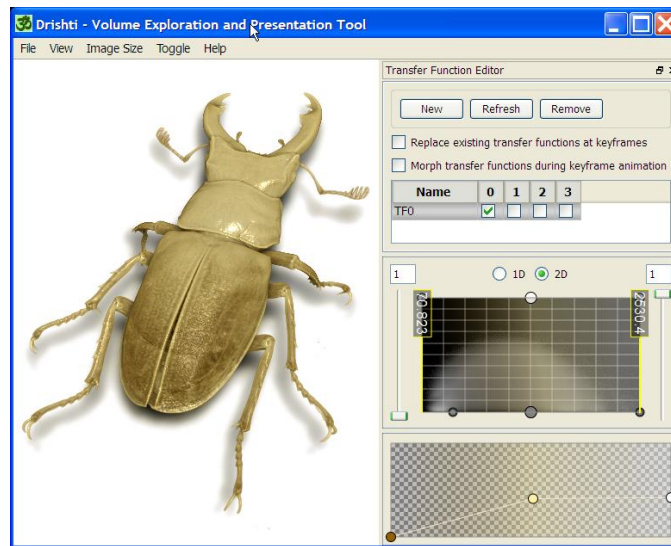 Drishti - Volume Exploration and Presentation Tool
File View Image Size Toggle Help
Transfer Function Editor
New Refresh Remove
Replace existing transfer functions at keyframes
Morph transfer functions during keyframe animation
Name 0 1 2 3
TF0
1 1D 2D 1
70.823 2530.4